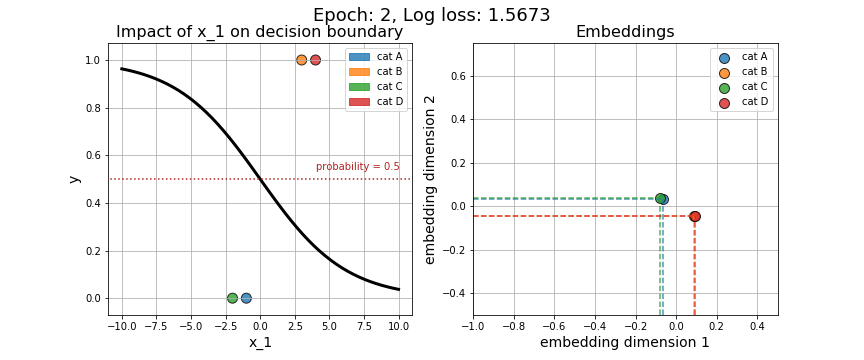 Epoch: 2, Log loss: 1.5673
Impact of x_1 on decision boundary
1.0
0.8
0.6
0.4
0.2
0.0
y
cat A
cat B
cat C
cat D
probability = 0.5
−10.0 −7.5 −5.0 −2.5 0.0 2.5 5.0 7.5 10.0
x_1
Embeddings
0.6
0.4
0.2
0.0
−0.2
−0.4
embedding dimension 2
cat A
cat B
cat C
cat D
−1.0 −0.8 −0.6 −0.4 −0.2 0.0 0.2 0.4
embedding dimension 1